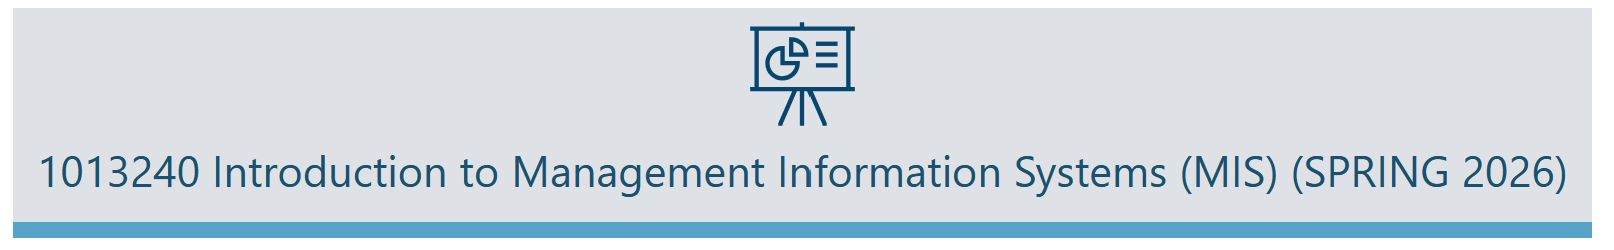 1013240 Introduction to Management Information Systems (MIS) (SPRING 2026)